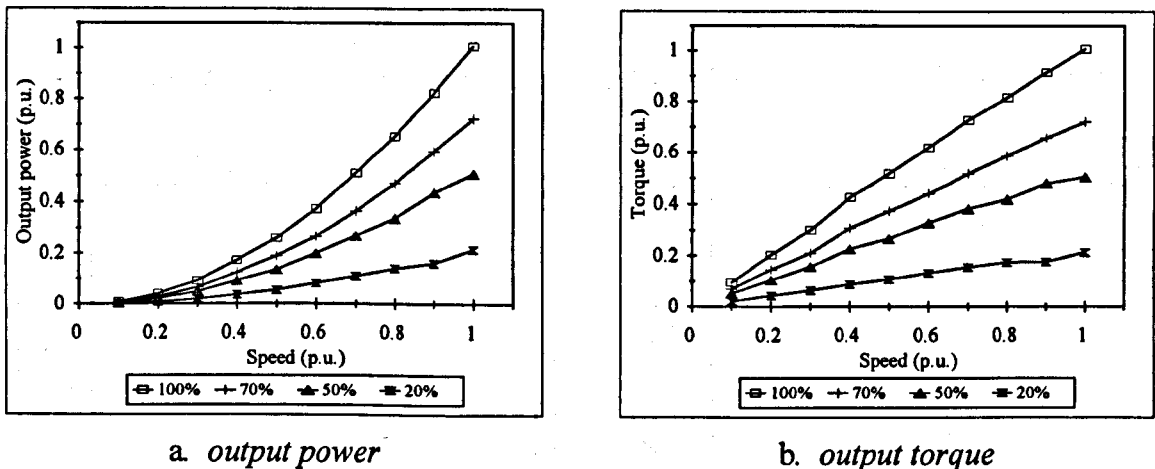 Output power (p.u.)
1
0.8
0.6
0.4
0.2
0
0 0.2 0.4 0.6 0.8 1
Speed (p.u.)
100% 70% 50% 20%
a. output power
Torque (p.u.)
1
0.8
0.6
0.4
0.2
0
0 0.2 0.4 0.6 0.8 1
Speed (p.u.)
100% 70% 50% 20%
b. output torque